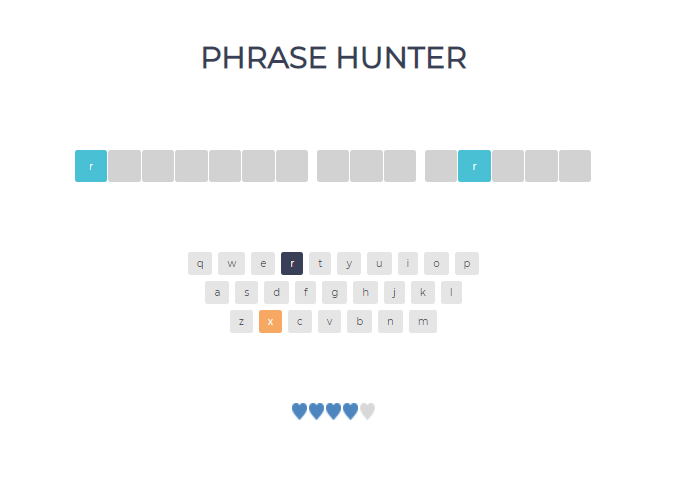 PHRASE HUNTER
r r
q w e r t y u i o p
a s d f g h j k l
z x c v b n m